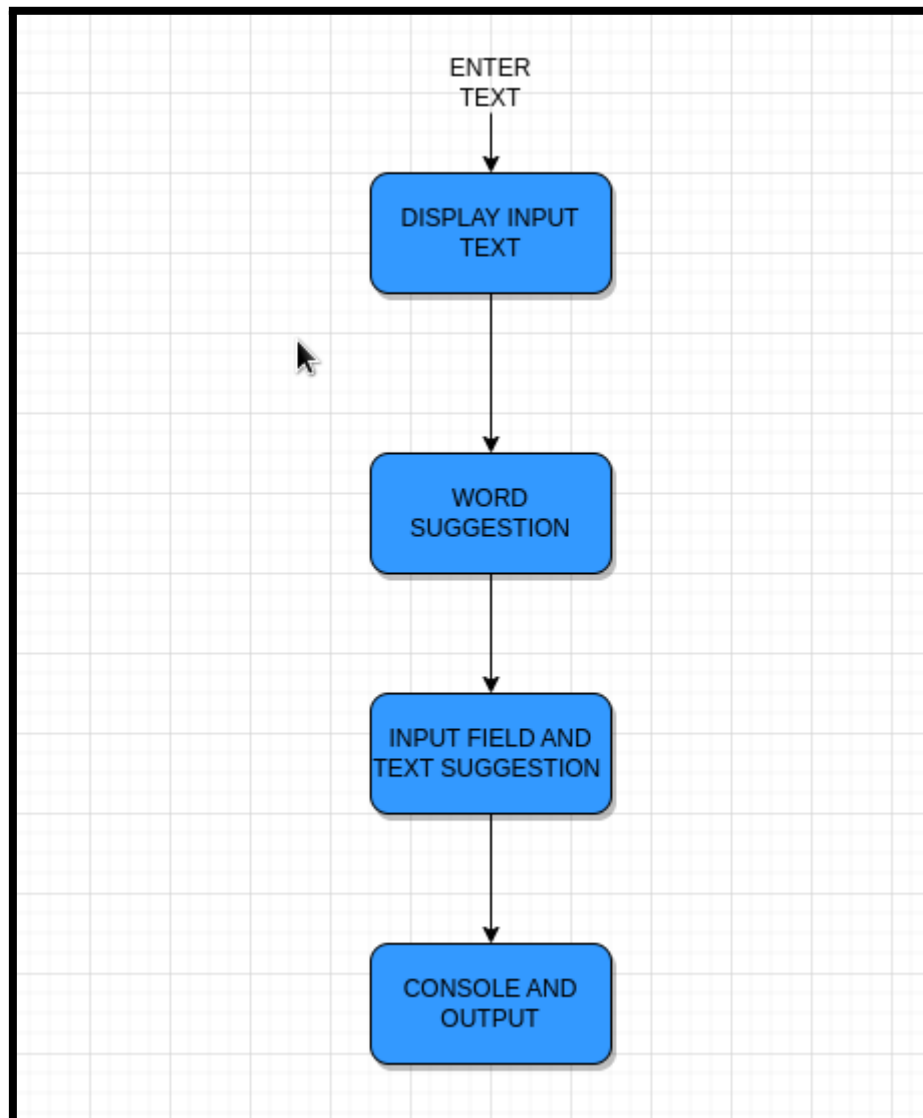 ENTER
TEXT
DISPLAY INPUT
TEXT
WORD
SUGGESTION
INPUT FIELD AND
TEXT SUGGESTION
CONSOLE AND
OUTPUT